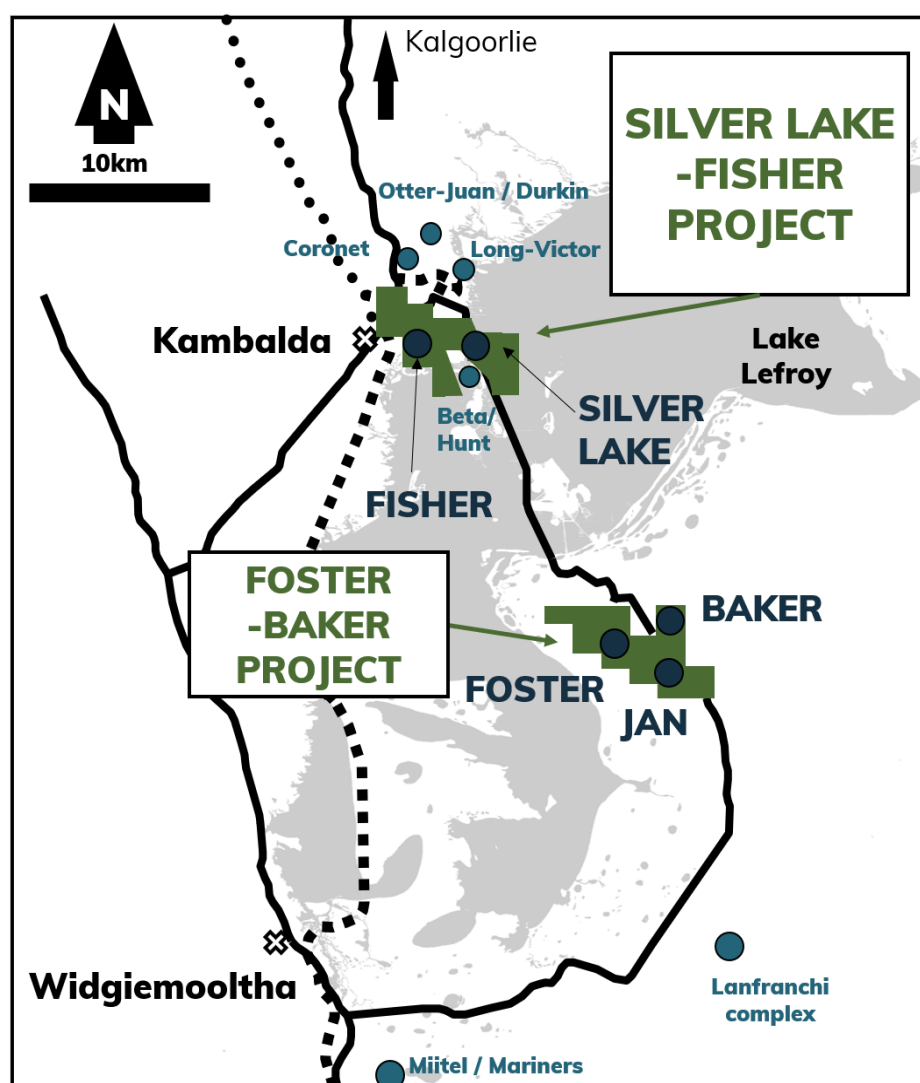 Kalgoorlie
N
10km
SILVER LAKE
-FISHER
PROJECT
Otter-Juan / Durkin
Coronet
Long-Victor
Kambalda
Lake
Lefroy
Beta/
Hunt
SILVER
LAKE
FISHER
FOSTER
-BAKER
PROJECT
BAKER
FOSTER
JAN
Widgiemooltha
Lanfranchi
complex
Miitel / Mariners